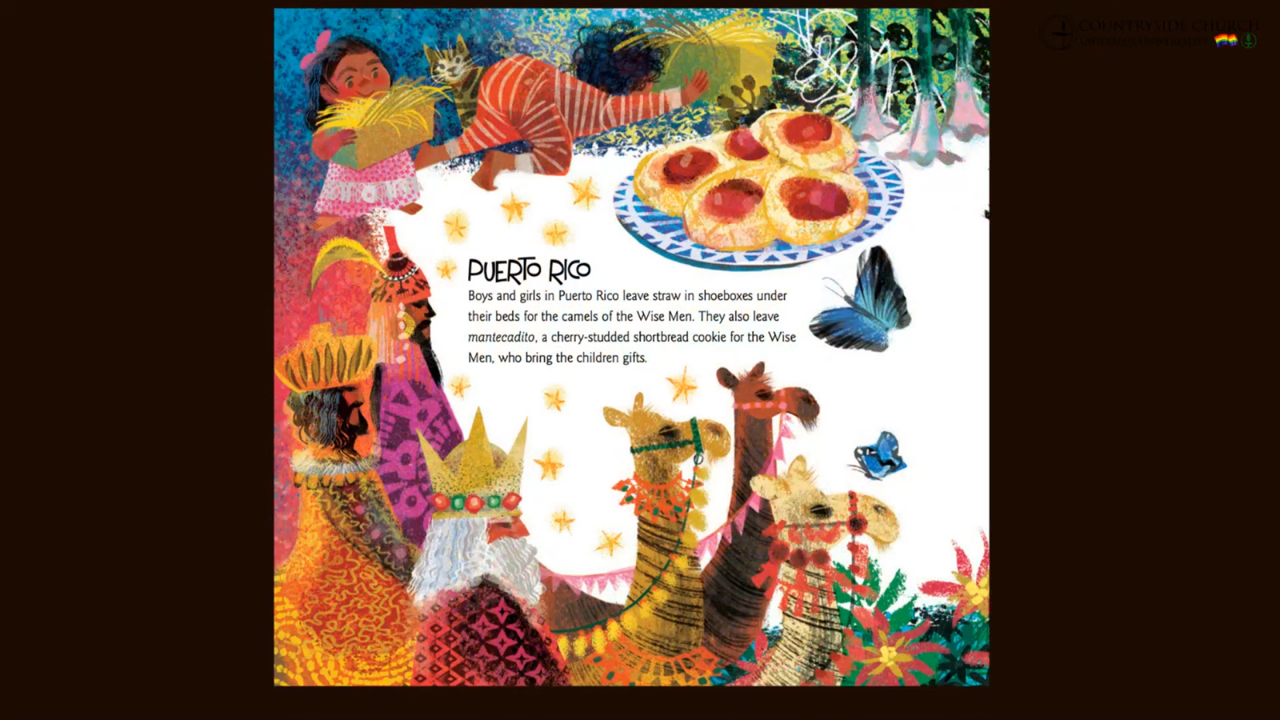 COUNTRYSIDE CHURCH
PUERTO RICO
Boys and girls in Puerto Rico leave straw in shoeboxes under
their beds for the camels of the Wise Men. They also leave
mantecadito, a cherry-studded shortbread cookie for the Wise
Men, who bring the children gifts.